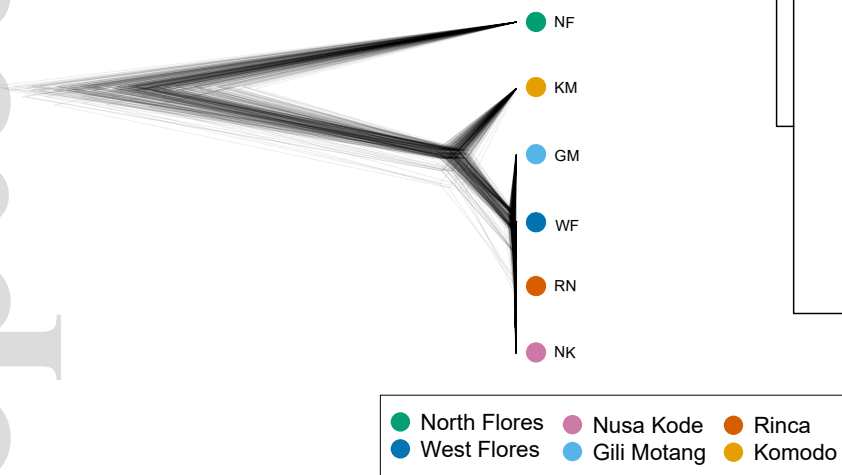 NF
KM
GM
WF
RN
NK
North Flores
Nusa Kode
Rinca
West Flores
Gili Motang
Komodo